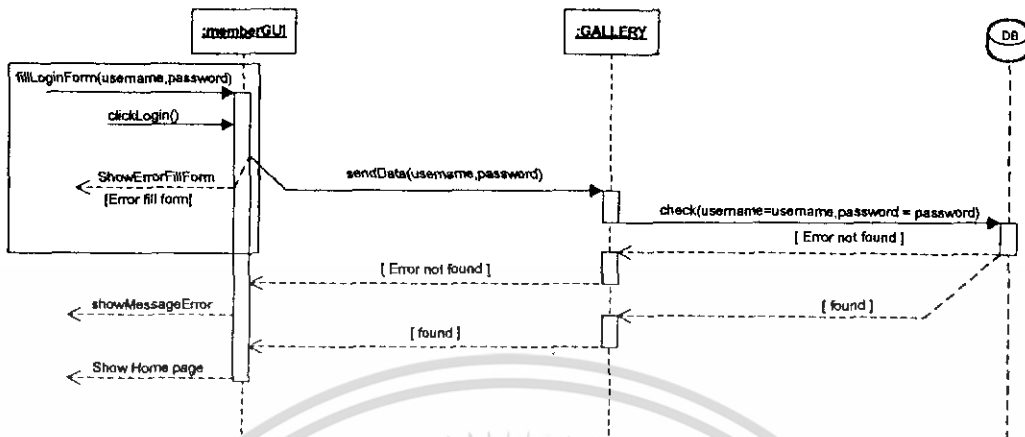 :memberGUI
:GALLERY
DB
fillLoginForm(username,password)
clickLogin()
sendData(username,password)
ShowErrorFillForm
[Error fill form]
check(username=username,password = password)
[ Error not found ]
[ Error not found ]
showMessageError
[ found ]
[ found ]
Show Home page